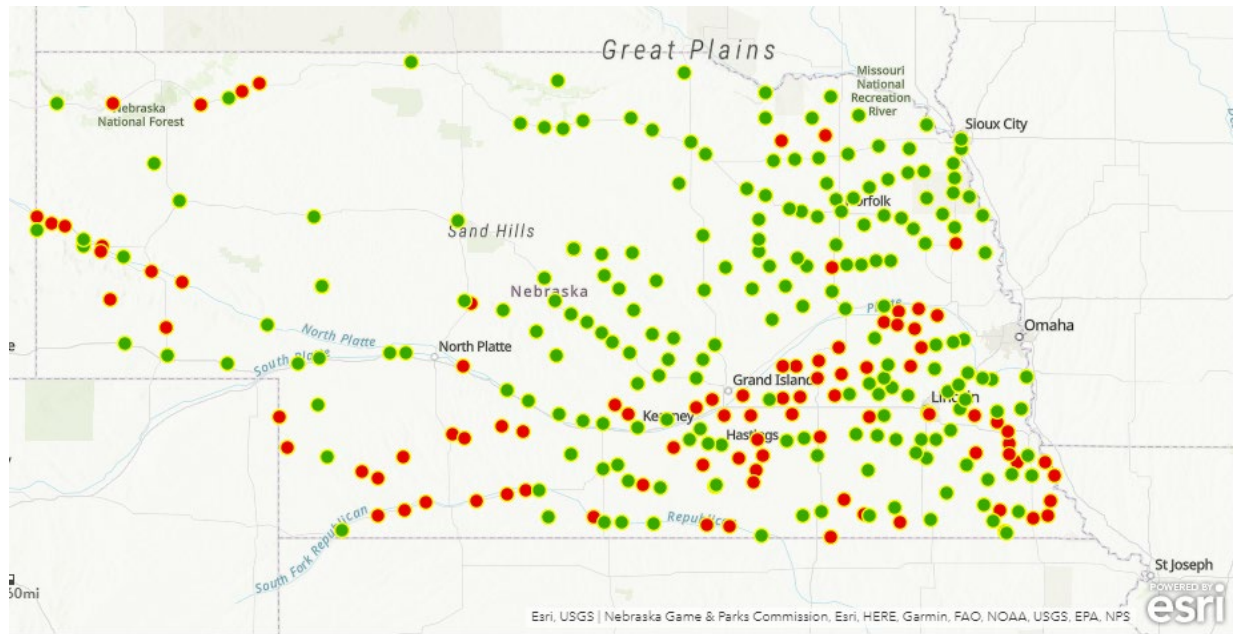 Great Plains
Missouri
National
Recreation
River
Nebraska
National Forest
Sioux City
Norfolk
Sand Hills
Nebraska
Platte
North Platte
South Platte
North Platte
Omaha
Grand Island
Lincoln
Kearney
Hastings
Republican
South Fork Republican
St Joseph
50mi
POWERED BY
esri
Esri, USGS | Nebraska Game & Parks Commission, Esri, HERE, Garmin, FAO, NOAA, USGS, EPA, NPS